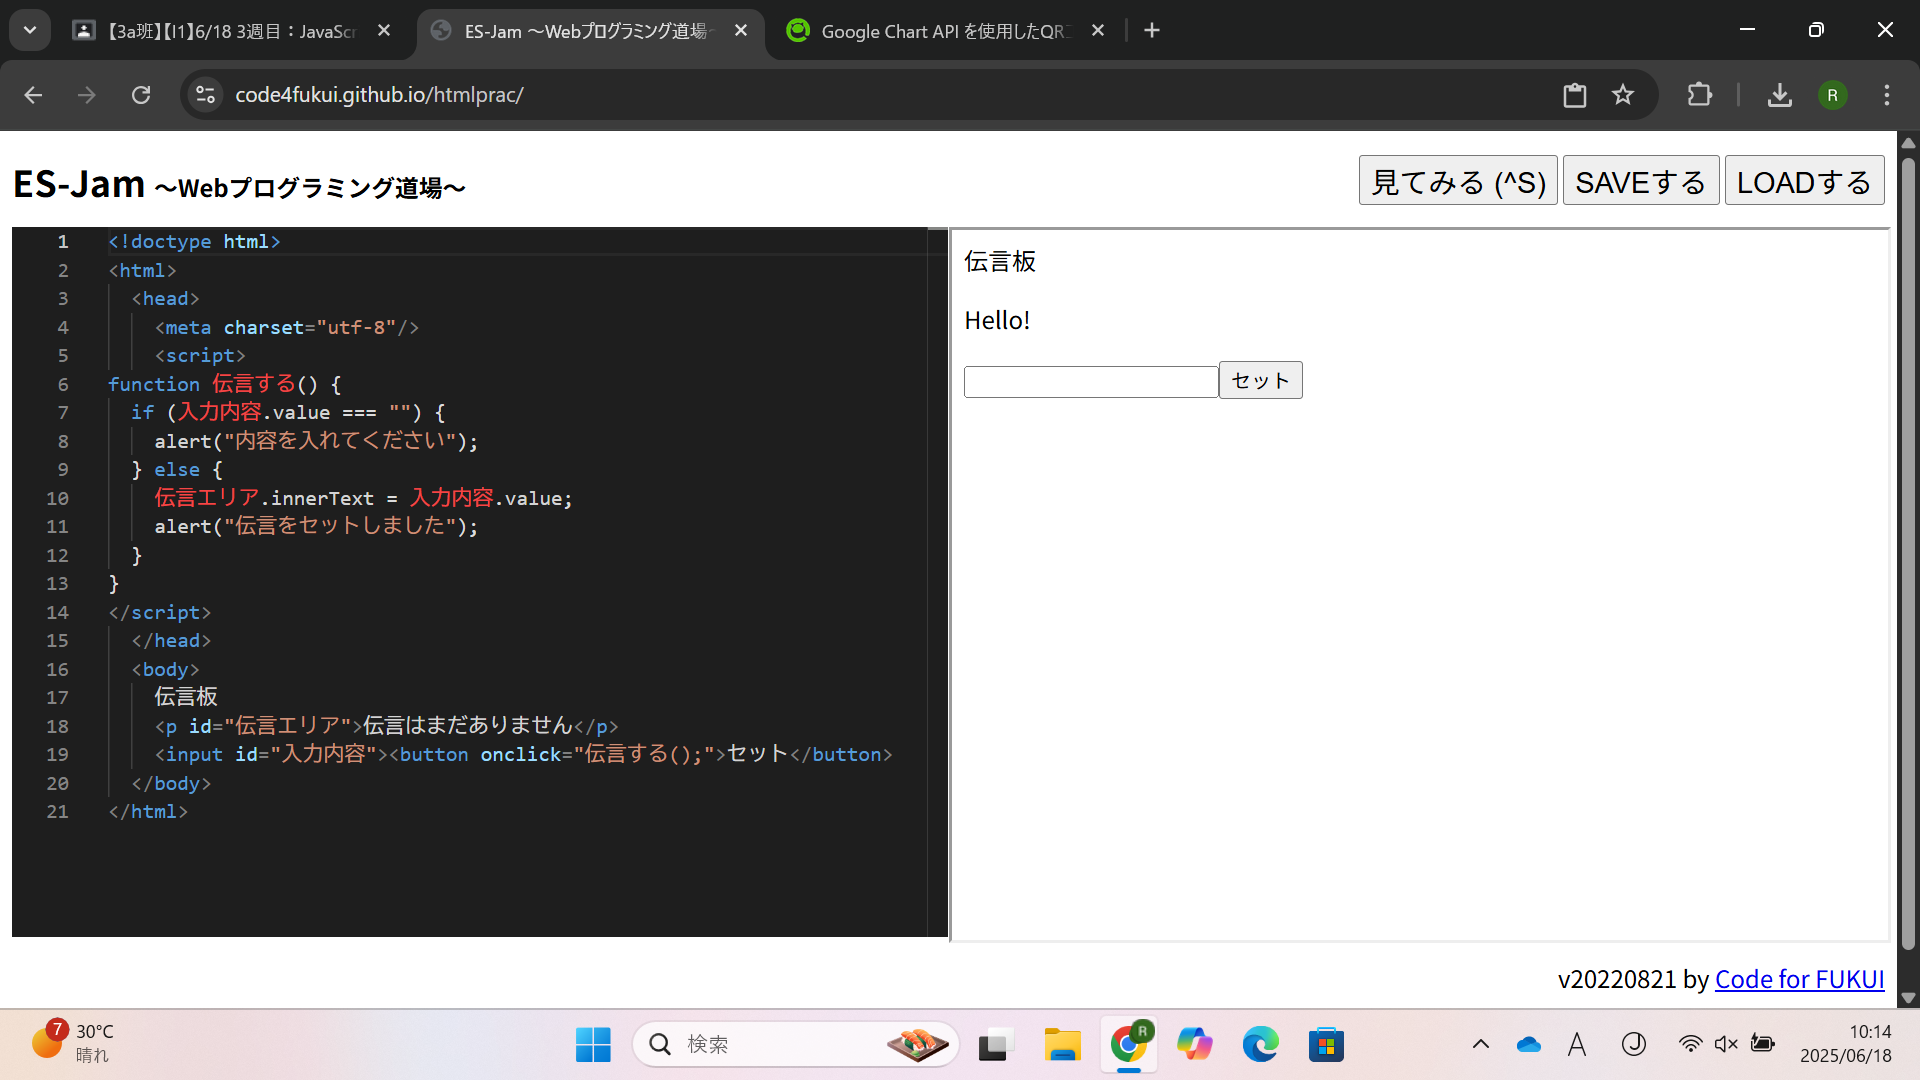 【3a班】【I1】6/18 3週目：JavaScr
ES-Jam ～Webプログラミング道場～
Google Chart API を使用したQRコ
code4fukui.github.io/htmlprac/
R
ES-Jam ～Webプログラミング道場～
見てみる (^S)
SAVEする
LOADする
1 <!doctype html>
2 <html>
3 <head>
4 <meta charset="utf-8"/>
5 <script>
6 function 伝言する() {
7 if (入力内容.value === "") {
8 alert("内容を入れてください");
9 } else {
10 伝言エリア.innerText = 入力内容.value;
11 alert("伝言をセットしました");
12 }
13 }
14 </script>
15 </head>
16 <body>
17 伝言板
18 <p id="伝言エリア">伝言はまだありません</p>
19 <input id="入力内容"><button onclick="伝言する();">セット</button>
20 </body>
21 </html>
伝言板
Hello!
セット
v20220821 by Code for FUKUI
7
30°C
晴れ
検索
R
A
J
10:14
2025/06/18